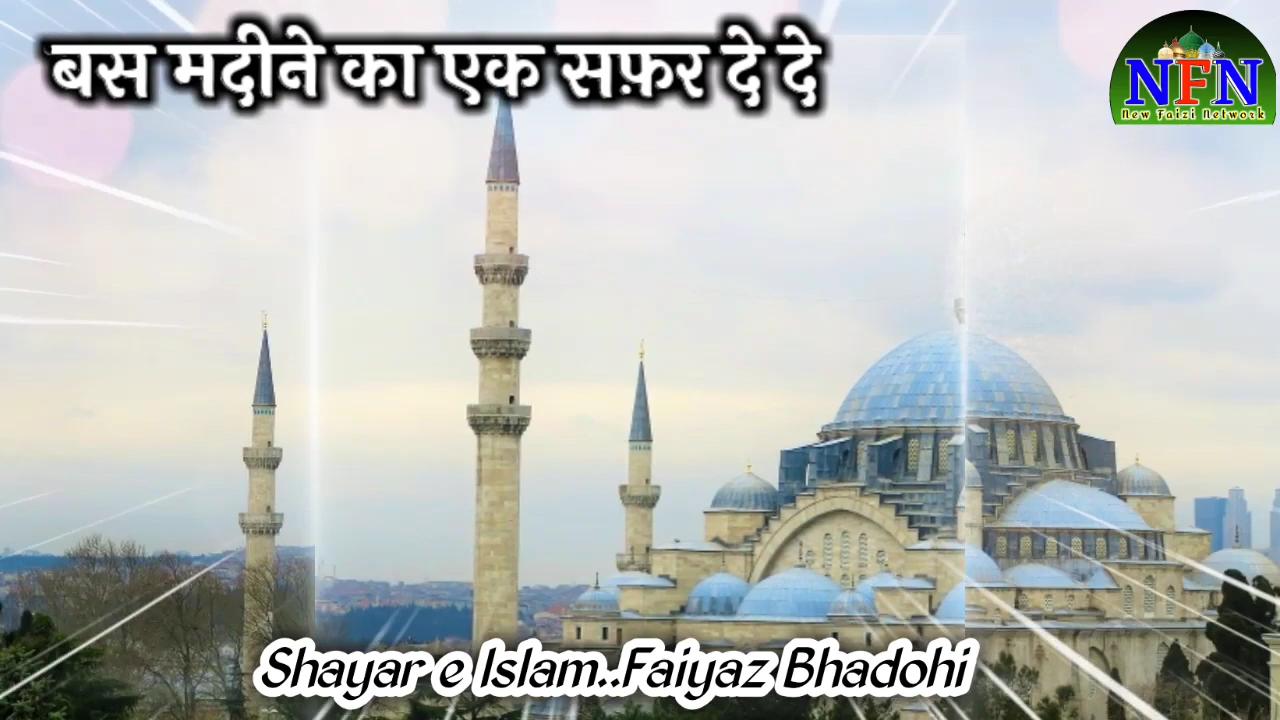 बस मदीने का एक सफ़र दे दे
NFN
New Faizi Network
Shayar e Islam..Faiyaz Bhadohi